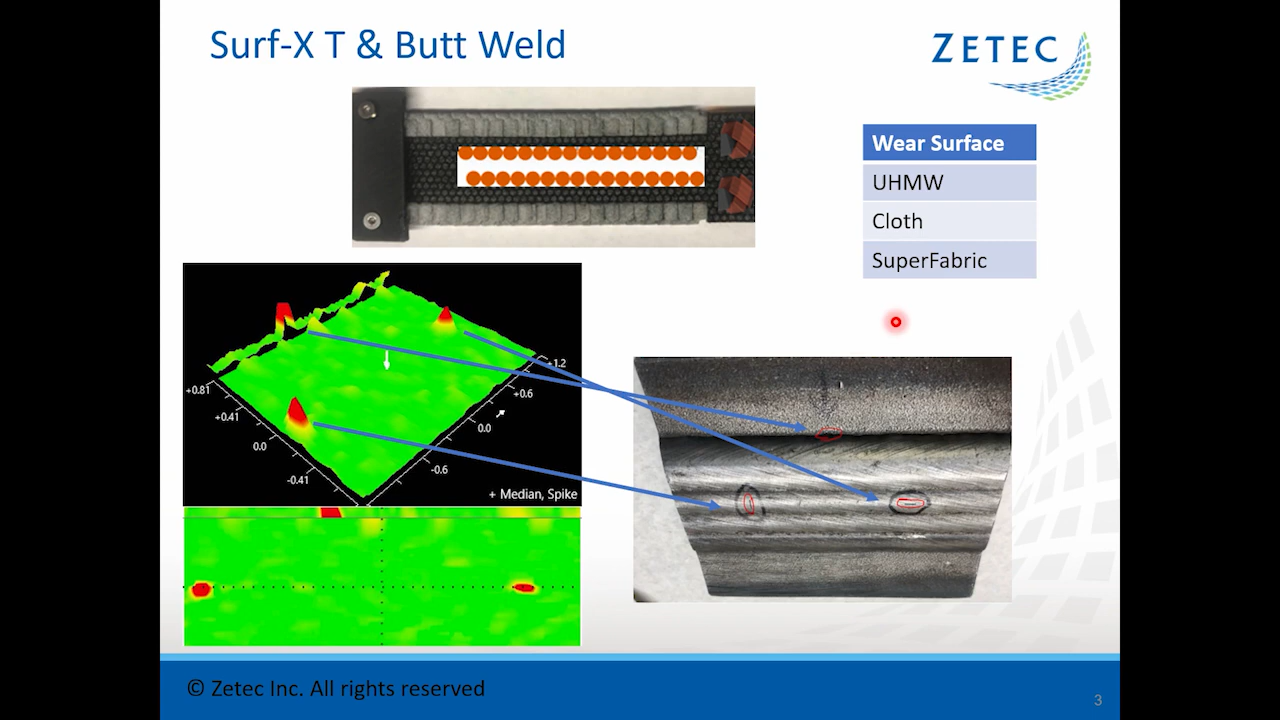 Surf-X T & Butt Weld
ZETEC
Wear Surface
UHMW
Cloth
SuperFabric
+1.2
+0.81
+0.6
+0.41
0.0
0.0
-0.6
-0.41
+ Median, Spike
© Zetec Inc. All rights reserved
3